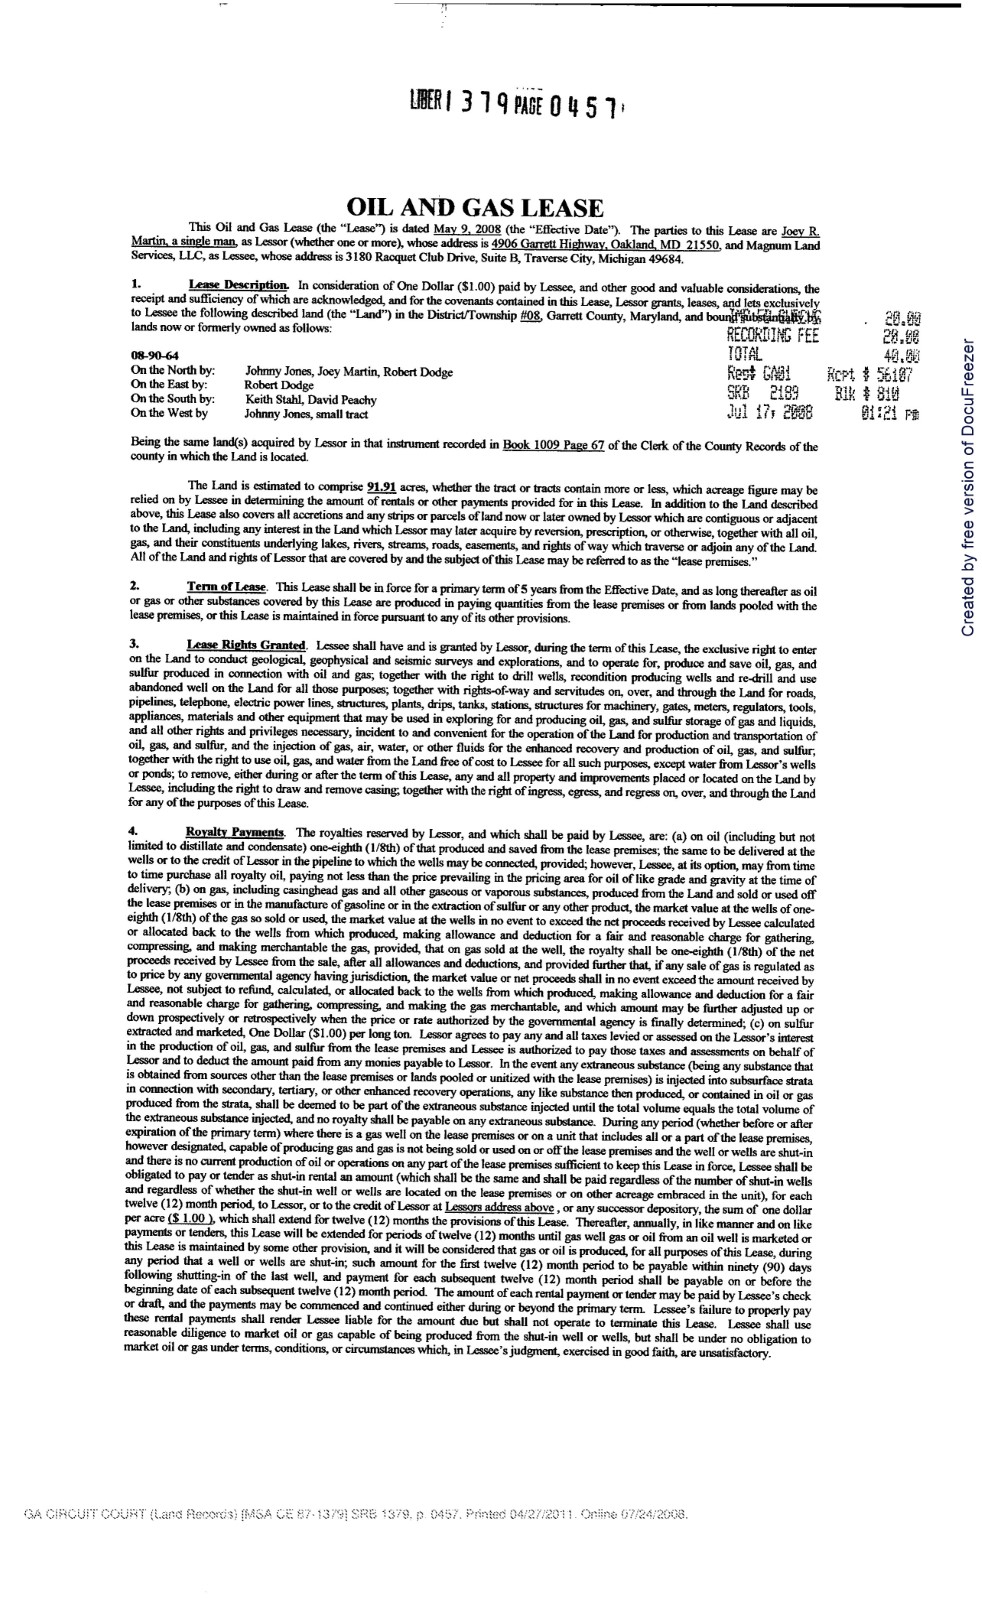 LIBER 1379 PAGE 0457
OIL AND GAS LEASE
This Oil and Gas Lease (the “Lease”) is dated May 9, 2008 (the “Effective Date”). The parties to this Lease are Joey R.
Martin, a single man, as Lessor (whether one or more), whose address is 4906 Garrett Highway, Oakland, MD 21550, and Magnum Land
Services, LLC, as Lessee, whose address is 3180 Racquet Club Drive, Suite B, Traverse City, Michigan 49684.
1. Lease Description. In consideration of One Dollar ($1.00) paid by Lessee, and other good and valuable considerations, the
receipt and sufficiency of which are acknowledged, and for the covenants contained in this Lease, Lessor grants, leases, and lets exclusively
to Lessee the following described land (the “Land”) in the District/Township #08, Garrett County, Maryland, and bound substantially by
lands now or formerly owned as follows:
20.00
RECORDING FEE 20.00
TOTAL 40.00
Rest GA01 Rcpt # 56107
SRB 2189 Blk # 810
Jul 17, 2008 01:21 pm
08-90-64
On the North by: Johnny Jones, Joey Martin, Robert Dodge
On the East by: Robert Dodge
On the South by: Keith Stahl, David Peachy
On the West by Johnny Jones, small tract
Being the same land(s) acquired by Lessor in that instrument recorded in Book 1009 Page 67 of the Clerk of the County Records of the
county in which the Land is located.
The Land is estimated to comprise 91.91 acres, whether the tract or tracts contain more or less, which acreage figure may be
relied on by Lessee in determining the amount of rentals or other payments provided for in this Lease. In addition to the Land described
above, this Lease also covers all accretions and any strips or parcels of land now or later owned by Lessor which are contiguous or adjacent
to the Land, including any interest in the Land which Lessor may later acquire by reversion, prescription, or otherwise, together with all oil,
gas, and their constituents underlying lakes, rivers, streams, roads, easements, and rights of way which traverse or adjoin any of the Land.
All of the Land and rights of Lessor that are covered by and the subject of this Lease may be referred to as the “lease premises.”
2. Term of Lease. This Lease shall be in force for a primary term of 5 years from the Effective Date, and as long thereafter as oil
or gas or other substances covered by this Lease are produced in paying quantities from the lease premises or from lands pooled with the
lease premises, or this Lease is maintained in force pursuant to any of its other provisions.
3. Lease Rights Granted. Lessee shall have and is granted by Lessor, during the term of this Lease, the exclusive right to enter
on the Land to conduct geological, geophysical and seismic surveys and explorations, and to operate for, produce and save oil, gas, and
sulfur produced in connection with oil and gas; together with the right to drill wells, recondition producing wells and re-drill and use
abandoned well on the Land for all those purposes; together with rights-of-way and servitudes on, over, and through the Land for roads,
pipelines, telephone, electric power lines, structures, plants, drips, tanks, stations, structures for machinery, gates, meters, regulators, tools,
appliances, materials and other equipment that may be used in exploring for and producing oil, gas, and sulfur storage of gas and liquids,
and all other rights and privileges necessary, incident to and convenient for the operation of the Land for production and transportation of
oil, gas, and sulfur, and the injection of gas, air, water, or other fluids for the enhanced recovery and production of oil, gas, and sulfur;
together with the right to use oil, gas, and water from the Land free of cost to Lessee for all such purposes, except water from Lessor's wells
or ponds; to remove, either during or after the term of this Lease, any and all property and improvements placed or located on the Land by
Lessee, including the right to draw and remove casing; together with the right of ingress, egress, and regress on, over, and through the Land
for any of the purposes of this Lease.
4. Royalty Payments. The royalties reserved by Lessor, and which shall be paid by Lessee, are: (a) on oil (including but not
limited to distillate and condensate) one-eighth (1/8th) of that produced and saved from the lease premises; the same to be delivered at the
wells or to the credit of Lessor in the pipeline to which the wells may be connected, provided; however, Lessee, at its option, may from time
to time purchase all royalty oil, paying not less than the price prevailing in the pricing area for oil of like grade and gravity at the time of
delivery; (b) on gas, including casinghead gas and all other gaseous or vaporous substances, produced from the Land and sold or used off
the lease premises or in the manufacture of gasoline or in the extraction of sulfur or any other product, the market value at the wells of one-
eighth (1/8th) of the gas so sold or used, the market value at the wells in no event to exceed the net proceeds received by Lessee calculated
or allocated back to the wells from which produced, making allowance and deduction for a fair and reasonable charge for gathering,
compressing, and making merchantable the gas, provided, that on gas sold at the well, the royalty shall be one-eighth (1/8th) of the net
proceeds received by Lessee from the sale, after all allowances and deductions, and provided further that, if any sale of gas is regulated as
to price by any governmental agency having jurisdiction, the market value or net proceeds shall in no event exceed the amount received by
Lessee, not subject to refund, calculated, or allocated back to the wells from which produced, making allowance and deduction for a fair
and reasonable charge for gathering, compressing, and making the gas merchantable, and which amount may be further adjusted up or
down prospectively or retrospectively when the price or rate authorized by the governmental agency is finally determined; (c) on sulfur
extracted and marketed, One Dollar ($1.00) per long ton. Lessor agrees to pay any and all taxes levied or assessed on the Lessor's interest
in the production of oil, gas, and sulfur from the lease premises and Lessee is authorized to pay those taxes and assessments on behalf of
Lessor and to deduct the amount paid from any monies payable to Lessor. In the event any extraneous substance (being any substance that
is obtained from sources other than the lease premises or lands pooled or unitized with the lease premises) is injected into subsurface strata
in connection with secondary, tertiary, or other enhanced recovery operations, any like substance then produced, or contained in oil or gas
produced from the strata, shall be deemed to be part of the extraneous substance injected until the total volume equals the total volume of
the extraneous substance injected, and no royalty shall be payable on any extraneous substance. During any period (whether before or after
expiration of the primary term) where there is a gas well on the lease premises or on a unit that includes all or a part of the lease premises,
however designated, capable of producing gas and gas is not being sold or used on or off the lease premises and the well or wells are shut-in
and there is no current production of oil or operations on any part of the lease premises sufficient to keep this Lease in force, Lessee shall be
obligated to pay or tender as shut-in rental an amount (which shall be the same and shall be paid regardless of the number of shut-in wells
and regardless of whether the shut-in well or wells are located on the lease premises or on other acreage embraced in the unit), for each
twelve (12) month period, to Lessor, or to the credit of Lessor at Lessors address above , or any successor depository, the sum of one dollar
per acre ($ 1.00 ), which shall extend for twelve (12) months the provisions of this Lease. Thereafter, annually, in like manner and on like
payments or tenders, this Lease will be extended for periods of twelve (12) months until gas well gas or oil from an oil well is marketed or
this Lease is maintained by some other provision, and it will be considered that gas or oil is produced, for all purposes of this Lease, during
any period that a well or wells are shut-in; such amount for the first twelve (12) month period to be payable within ninety (90) days
following shutting-in of the last well, and payment for each subsequent twelve (12) month period shall be payable on or before the
beginning date of each subsequent twelve (12) month period. The amount of each rental payment or tender may be paid by Lessee's check
or draft, and the payments may be commenced and continued either during or beyond the primary term. Lessee's failure to properly pay
these rental payments shall render Lessee liable for the amount due but shall not operate to terminate this Lease. Lessee shall use
reasonable diligence to market oil or gas capable of being produced from the shut-in well or wells, but shall be under no obligation to
market oil or gas under terms, conditions, or circumstances which, in Lessee's judgment, exercised in good faith, are unsatisfactory.
GA CIRCUIT COURT (Land Records) [MSA CE 87-1379] SRB 1379, p. 0457. Printed 04/27/2011. Online 07/24/2008.
Created by free version of DocuFreezer